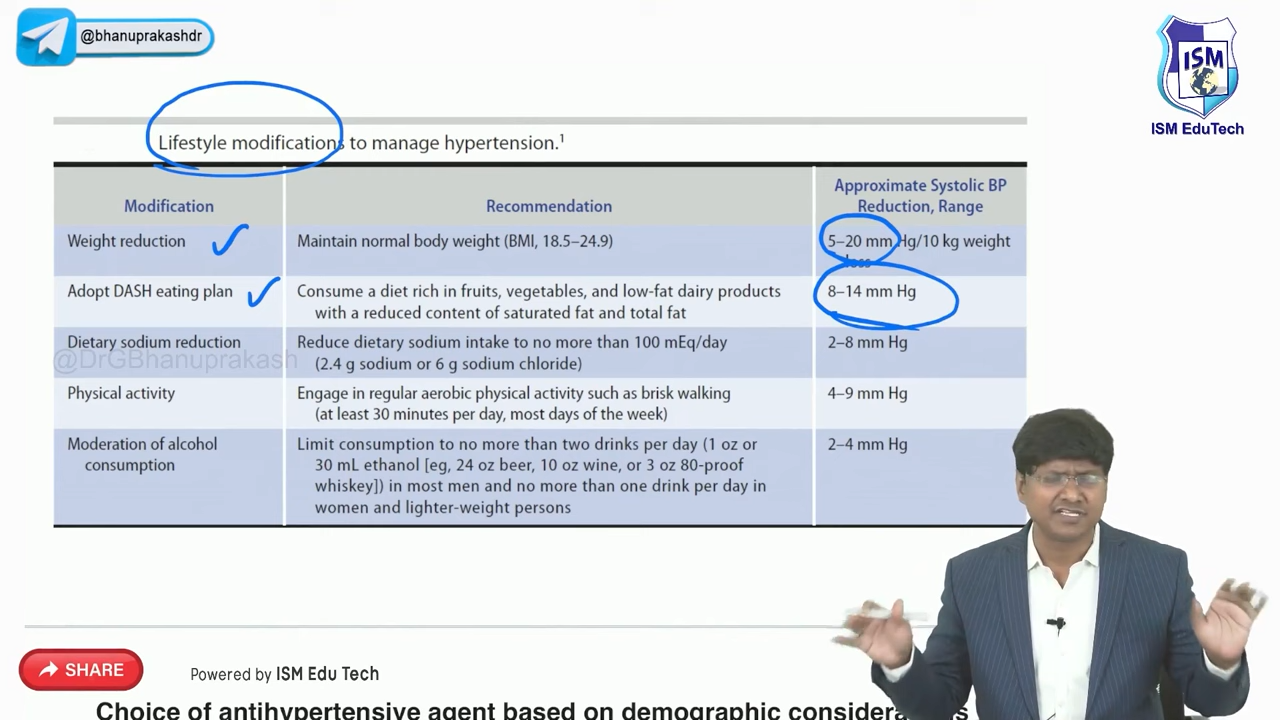 @bhanuprakashdr
ISM
ISM EduTech
Lifestyle modifications to manage hypertension.¹
Modification
Recommendation
Approximate Systolic BP
Reduction, Range
Weight reduction
Maintain normal body weight (BMI, 18.5–24.9)
5–20 mm Hg/10 kg weight
loss
Adopt DASH eating plan
Consume a diet rich in fruits, vegetables, and low-fat dairy products
with a reduced content of saturated fat and total fat
8–14 mm Hg
Dietary sodium reduction
Reduce dietary sodium intake to no more than 100 mEq/day
(2.4 g sodium or 6 g sodium chloride)
2–8 mm Hg
@DrGBhanuprakash
Physical activity
Engage in regular aerobic physical activity such as brisk walking
(at least 30 minutes per day, most days of the week)
4–9 mm Hg
Moderation of alcohol
consumption
Limit consumption to no more than two drinks per day (1 oz or
30 mL ethanol [eg, 24 oz beer, 10 oz wine, or 3 oz 80-proof
whiskey]) in most men and no more than one drink per day in
women and lighter-weight persons
2–4 mm Hg
SHARE
Powered by ISM Edu Tech
Choice of antihypertensive agent based on demographic considerations